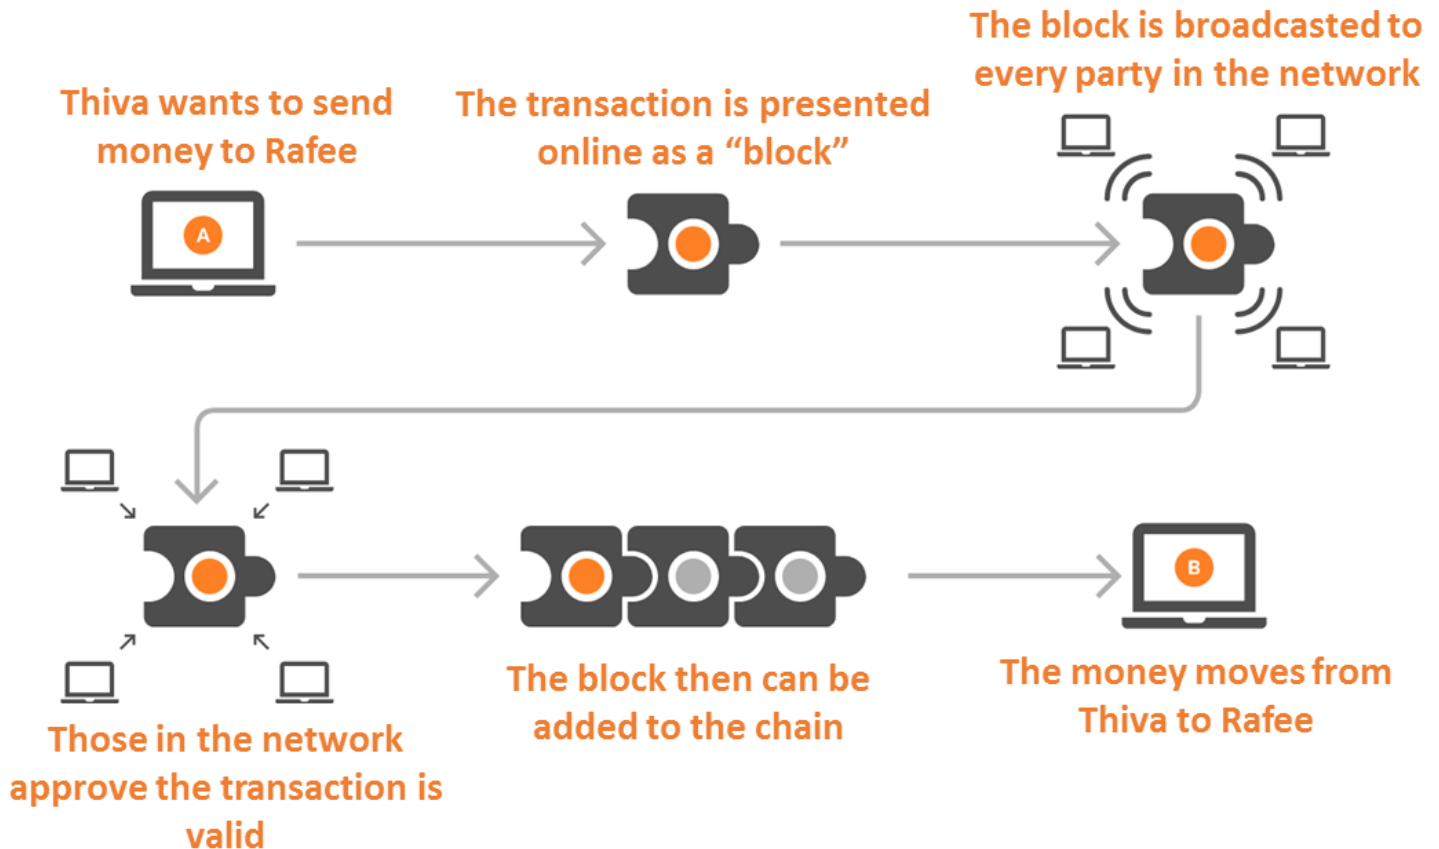 Thiva wants to send
money to Rafee
A
The transaction is presented
online as a “block”
The block is broadcasted to
every party in the network
Those in the network
approve the transaction is
valid
The block then can be
added to the chain
B
The money moves from
Thiva to Rafee